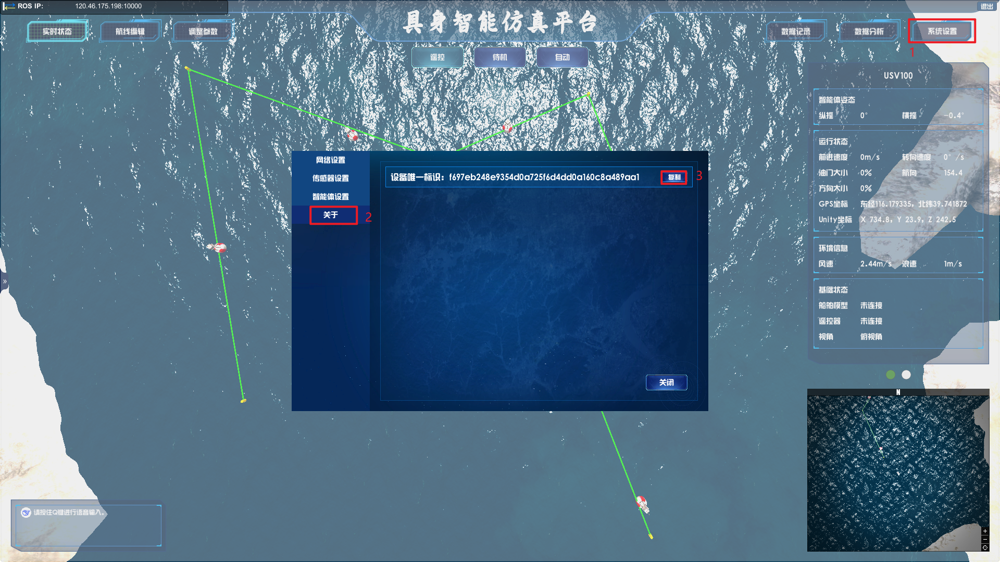 ROS IP: 120.46.175.198:10000
退出
具身智能仿真平台
实时状态 航线编辑 调整参数
数据记录 数据分析 系统设置
1
遥控 待机 自动
USV100
智能体姿态
纵摇 0° 横摇 -0.4°
运行状态
前进速度 0m/s 转向速度 0° /s
油门大小 0% 航向 154.4
方向大小 0%
GPS坐标 东经116.179335, 北纬39.741872
Unity坐标 X 734.8, Y 23.9, Z 242.5
环境信息
风速 2.44m/s 浪速 1m/s
基础状态
船舶模型 未连接
遥控器 未连接
视角 俯视角
网络设置
传感器设置
智能体设置
关于
2
设备唯一标识: f697eb248e9354d0a725f6d4dd0a160c8a489aa1
复制
3
关闭
»
请按住Q键进行语音输入。
N
+
−